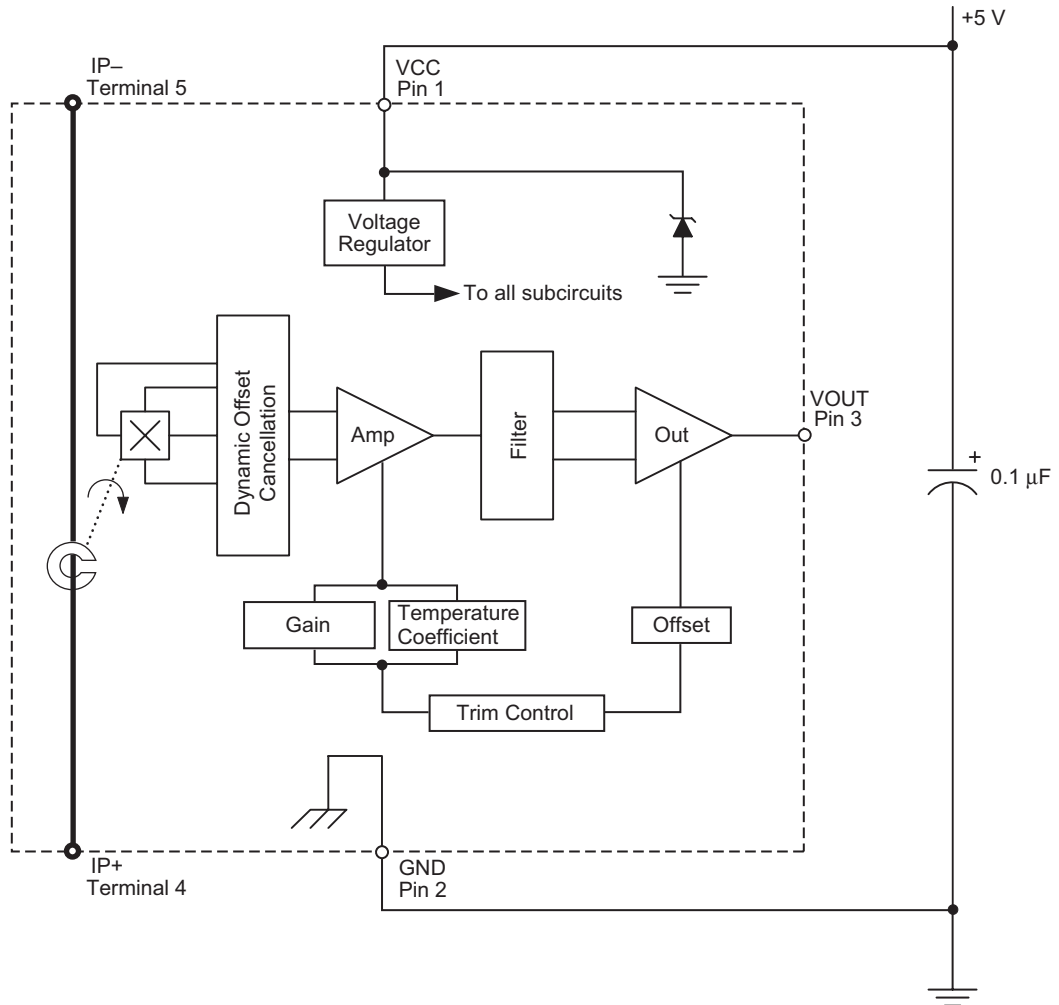 +5 V
IP–
Terminal 5
VCC
Pin 1
Voltage
Regulator
To all subcircuits
Dynamic Offset
Cancellation
Amp
Filter
Out
VOUT
Pin 3
+
0.1 µF
Gain
Temperature
Coefficient
Offset
Trim Control
IP+
Terminal 4
GND
Pin 2